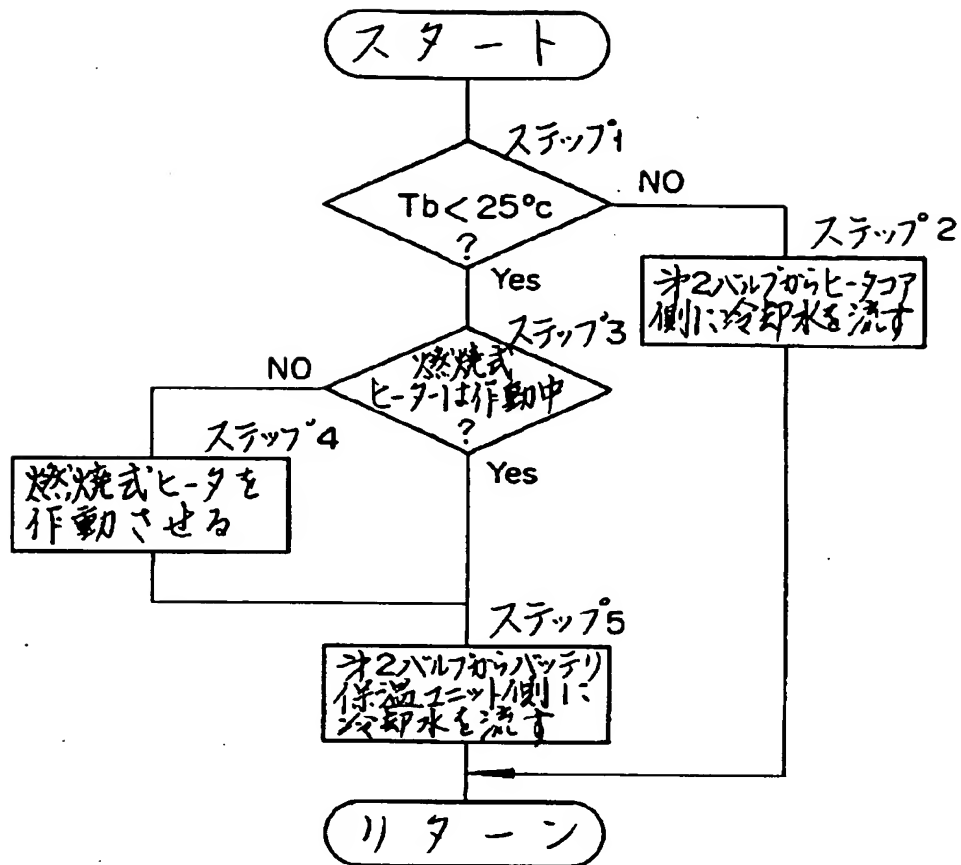 スタート
ステップ1
Tb<25°c
?
NO
Yes
ステップ2
第2バルブからヒータコア
側に冷却水を流す
ステップ3
燃焼式
ヒーターは作動中
?
NO
Yes
ステップ4
燃焼式ヒータを
作動させる
ステップ5
第2バルブからバッテリ
保温ユニット側に
冷却水を流す
リターン